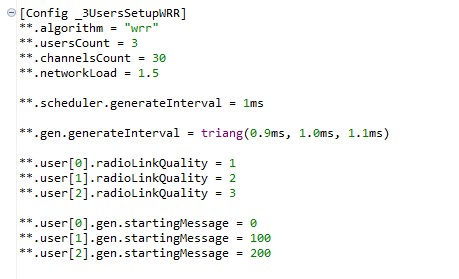 [Config _3UsersSetupWRR]
**.algorithm = "wrr"
**.usersCount = 3
**.channelsCount = 30
**.networkLoad = 1.5
**.scheduler.generateInterval = 1ms
**.gen.generateInterval = triang(0.9ms, 1.0ms, 1.1ms)
**.user[0].radioLinkQuality = 1
**.user[1].radioLinkQuality = 2
**.user[2].radioLinkQuality = 3
**.user[0].gen.startingMessage = 0
**.user[1].gen.startingMessage = 100
**.user[2].gen.startingMessage = 200